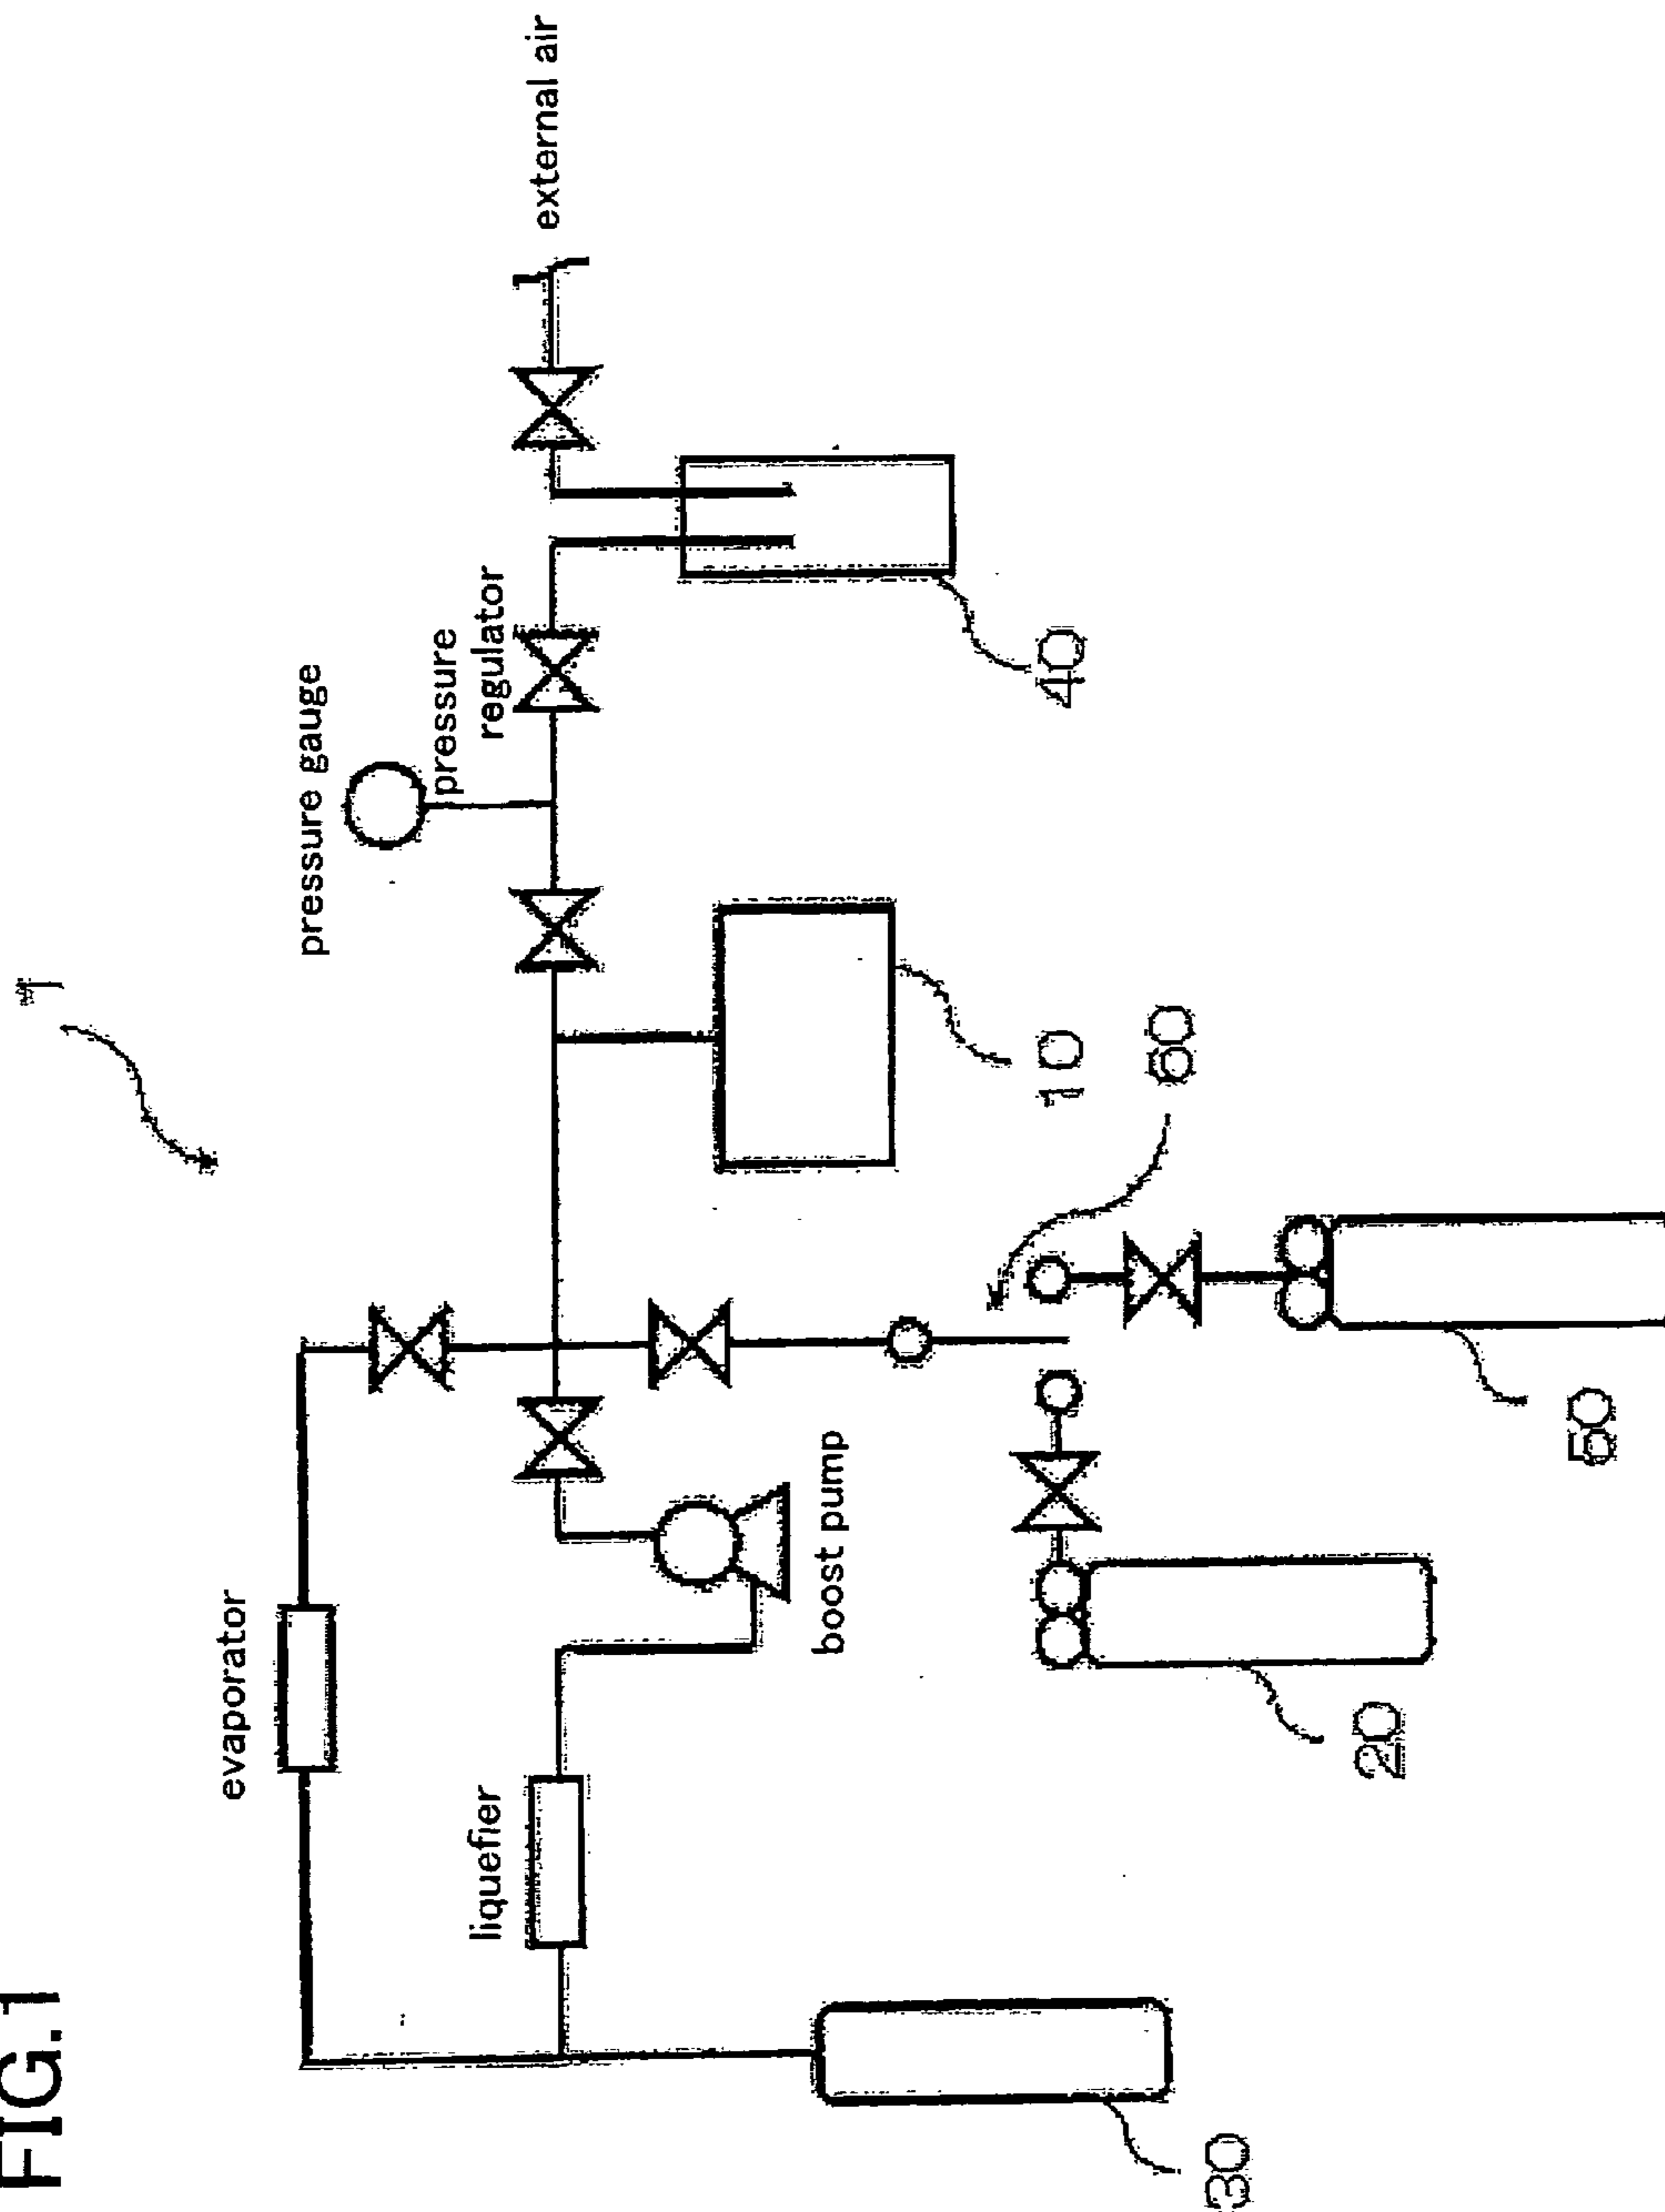 FIG.1
1
external air
pressure gauge
pressure
regulator
evaporator
liquefier
boost pump
40
10
60
50
20
30